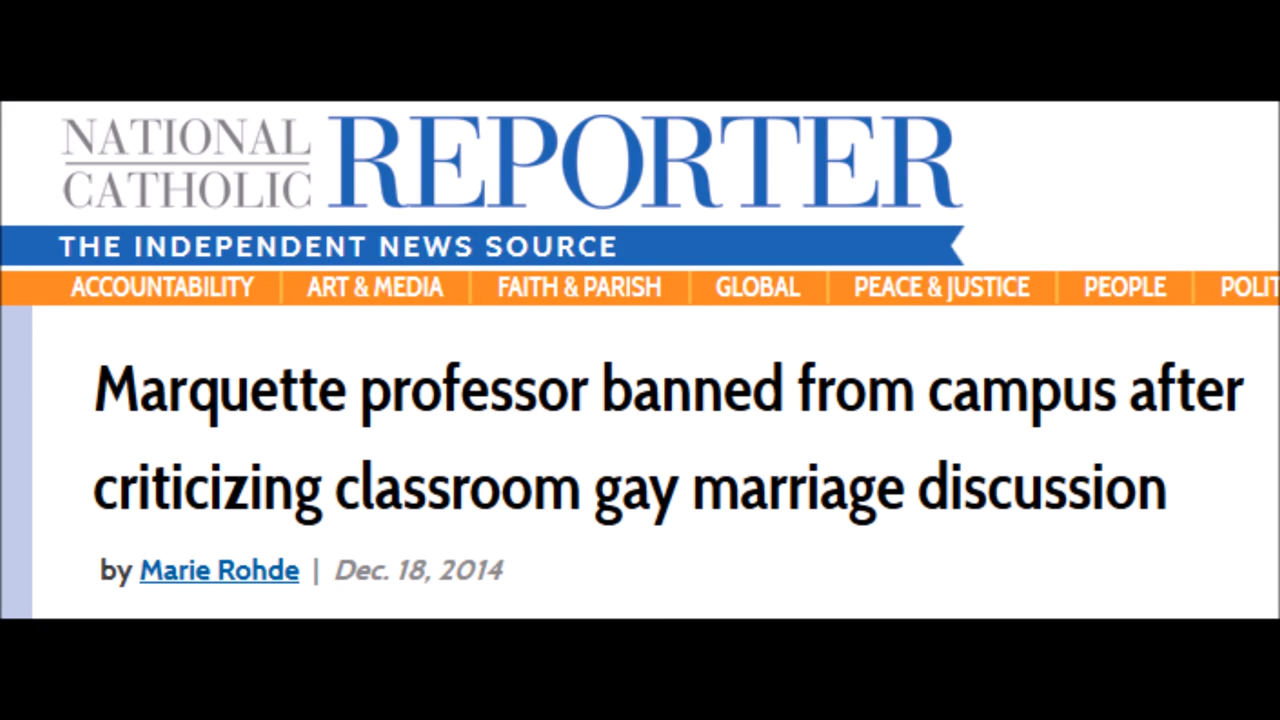 NATIONAL
CATHOLIC
REPORTER
THE INDEPENDENT NEWS SOURCE
ACCOUNTABILITY ART & MEDIA FAITH & PARISH GLOBAL PEACE & JUSTICE PEOPLE POLIT
Marquette professor banned from campus after
criticizing classroom gay marriage discussion
by Marie Rohde | Dec. 18, 2014